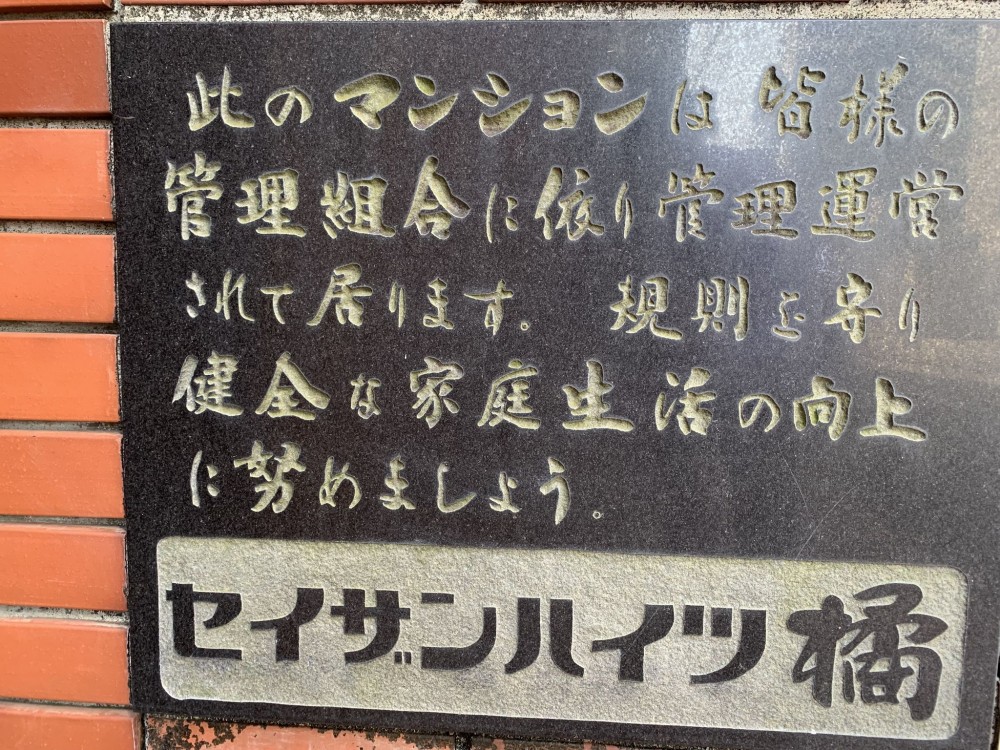 此のマンションは皆様の
管理組合に依り管理運営
されて居ります。 規則を守り
健全な家庭生活の向上
に努めましょう。
セイザンハイツ橘